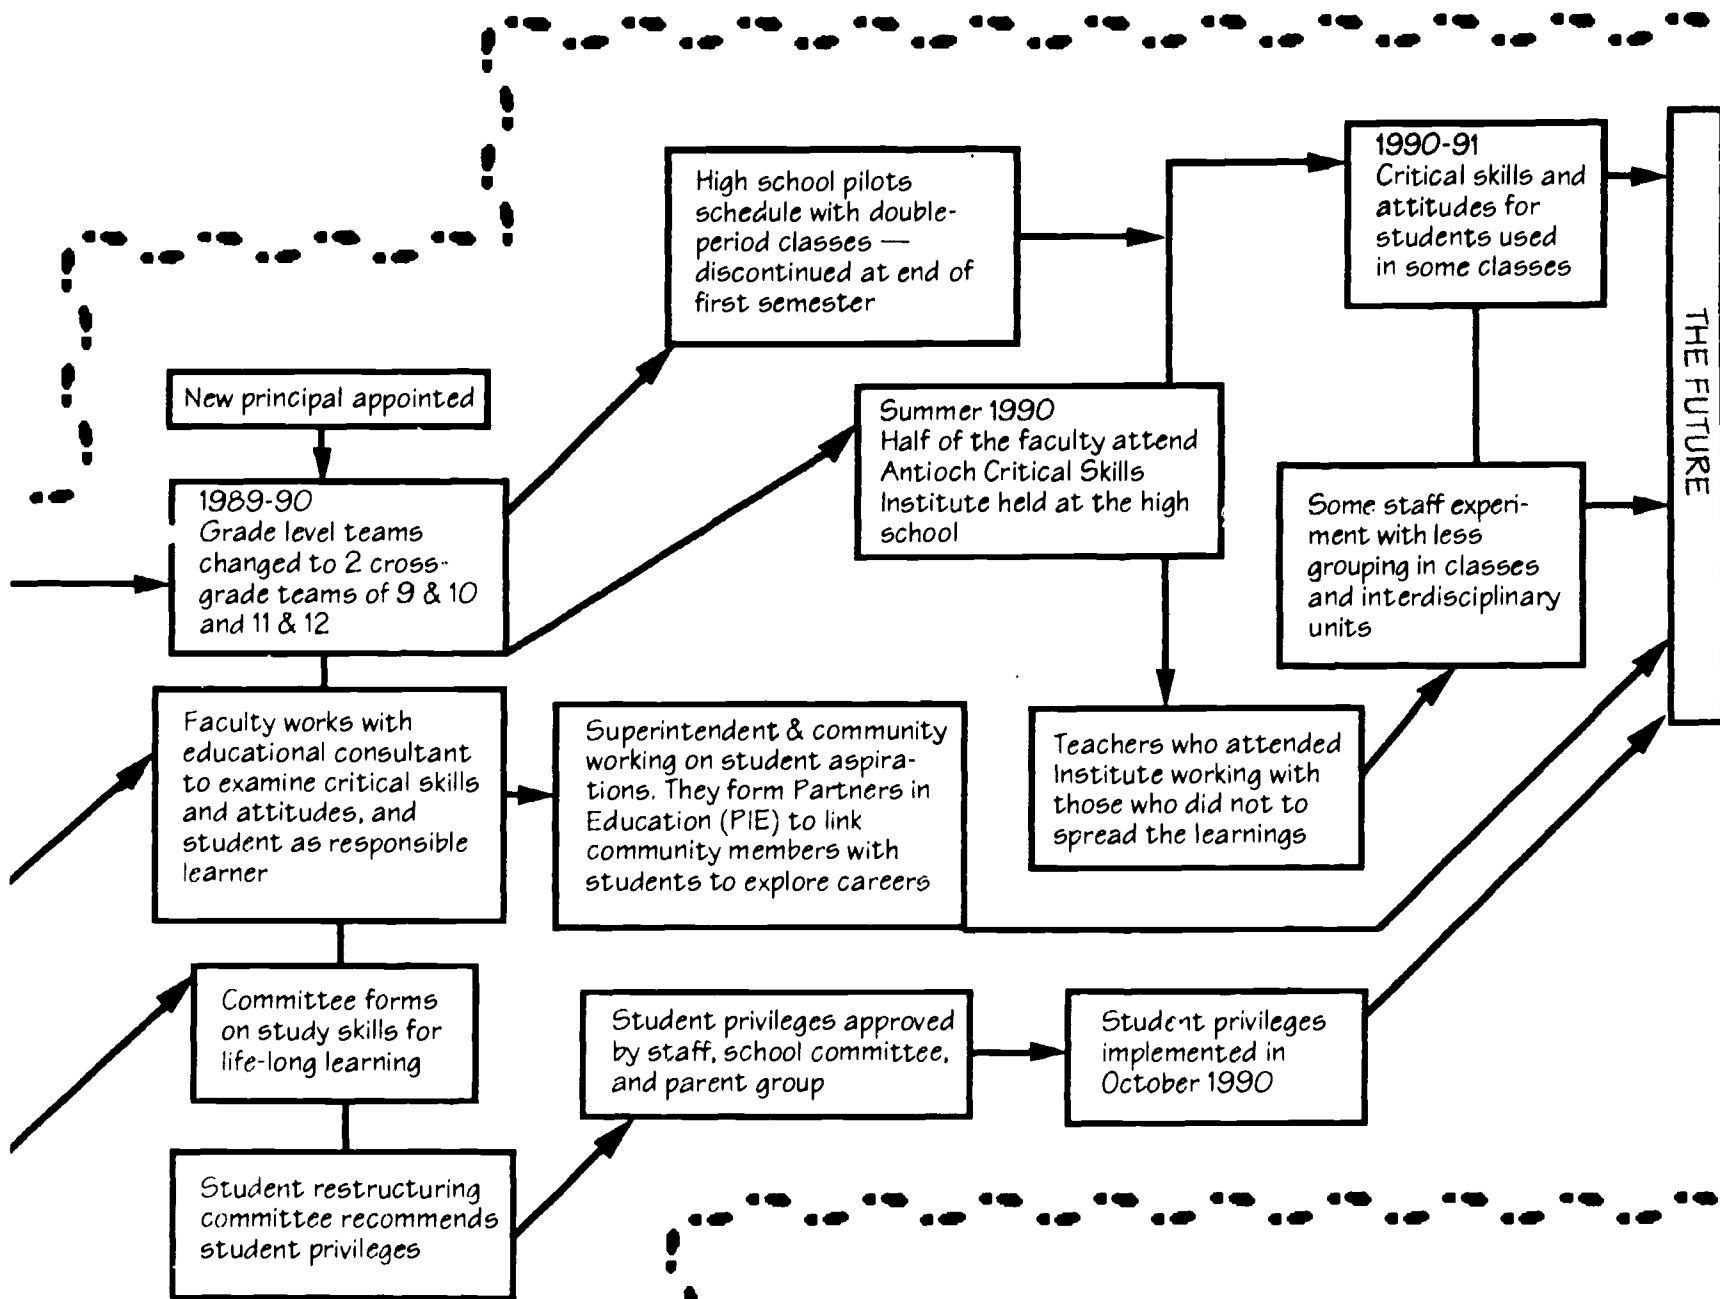 New principal appointed
1989-90
Grade level teams
changed to 2 cross-
grade teams of 9 & 10
and 11 & 12
Faculty works with
educational consultant
to examine critical skills
and attitudes, and
student as responsible
learner
Committee forms
on study skills for
life-long learning
Student restructuring
committee recommends
student privileges
High school pilots
schedule with double-
period classes —
discontinued at end of
first semester
Summer 1990
Half of the faculty attend
Antioch Critical Skills
Institute held at the high
school
Superintendent & community
working on student aspira-
tions. They form Partners in
Education (PIE) to link
community members with
students to explore careers
Student privileges approved
by staff, school committee,
and parent group
Teachers who attended
Institute working with
those who did not to
spread the learnings
Student privileges
implemented in
October 1990
1990-91
Critical skills and
attitudes for
students used
in some classes
Some staff experi-
ment with less
grouping in classes
and interdisciplinary
units
THE FUTURE